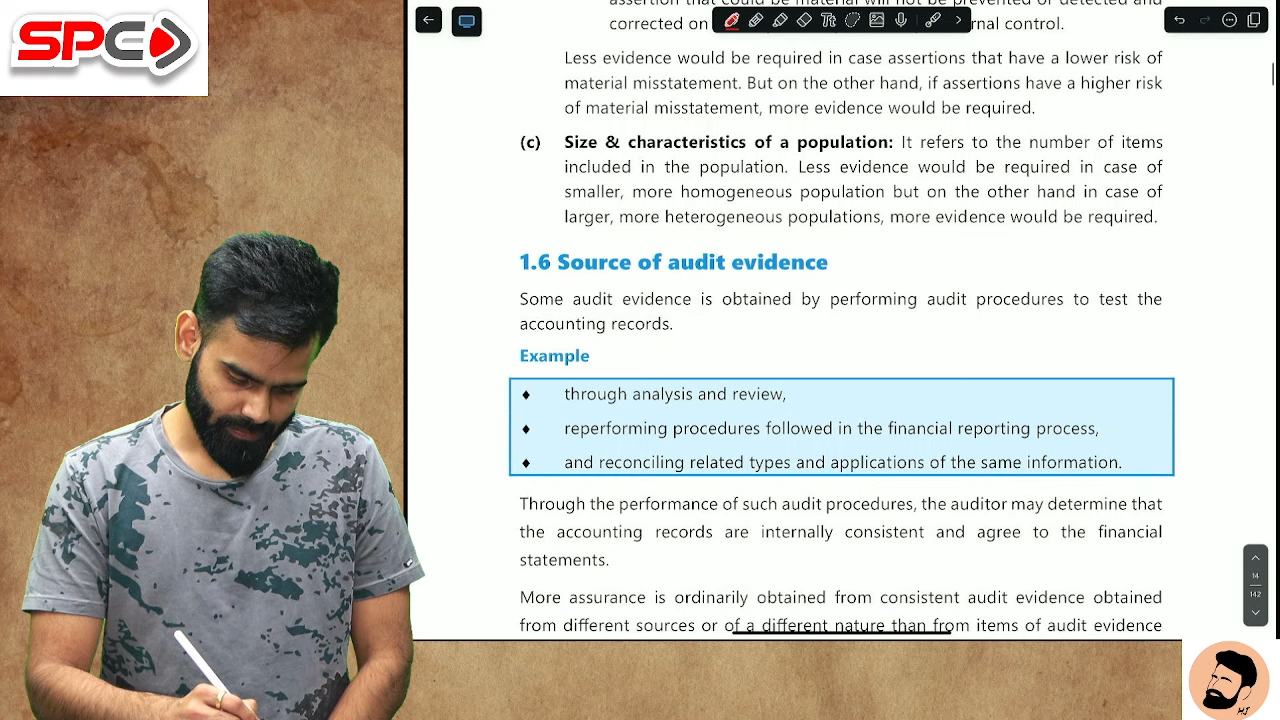 SPC
assertion that could be material will not be prevented or detected and
corrected on
nal control.
Less evidence would be required in case assertions that have a lower risk of
material misstatement. But on the other hand, if assertions have a higher risk
of material misstatement, more evidence would be required.
(c) Size & characteristics of a population: It refers to the number of items
included in the population. Less evidence would be required in case of
smaller, more homogeneous population but on the other hand in case of
larger, more heterogeneous populations, more evidence would be required.
1.6 Source of audit evidence
Some audit evidence is obtained by performing audit procedures to test the
accounting records.
Example
♦ through analysis and review,
♦ reperforming procedures followed in the financial reporting process,
♦ and reconciling related types and applications of the same information.
Through the performance of such audit procedures, the auditor may determine that
the accounting records are internally consistent and agree to the financial
statements.
More assurance is ordinarily obtained from consistent audit evidence obtained
from different sources or of a different nature than from items of audit evidence
14
142
HJ